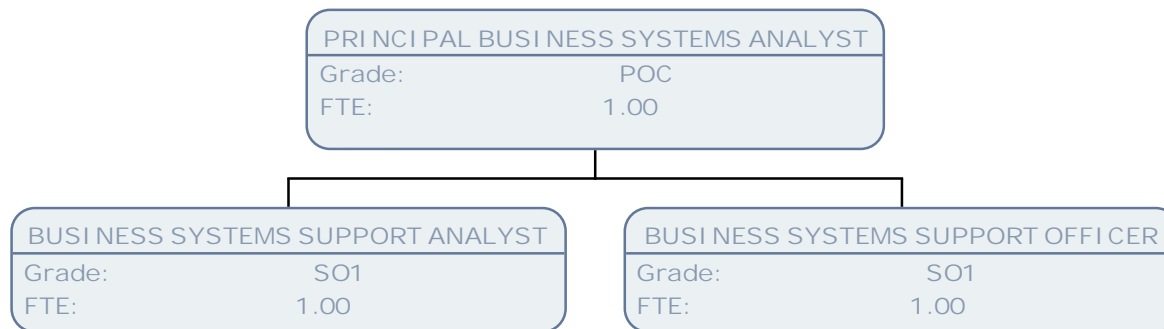 PRINCIPAL BUSINESS SYSTEMS ANALYST
Grade: POC
FTE: 1.00
BUSINESS SYSTEMS SUPPORT ANALYST
Grade: SO1
FTE: 1.00
BUSINESS SYSTEMS SUPPORT OFFICER
Grade: SO1
FTE: 1.00